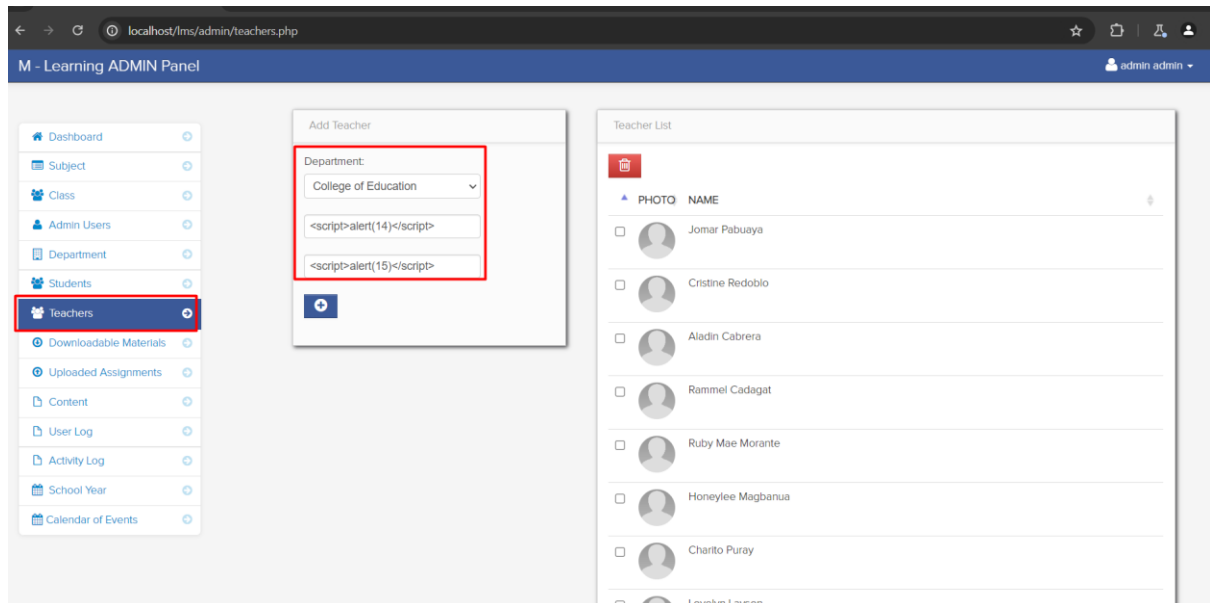 localhost/lms/admin/teachers.php
M - Learning ADMIN Panel
admin admin
Dashboard
Subject
Class
Admin Users
Department
Students
Teachers
Downloadable Materials
Uploaded Assignments
Content
User Log
Activity Log
School Year
Calendar of Events
Add Teacher
Department:
College of Education
<script>alert(14)</script>
<script>alert(15)</script>
Teacher List
PHOTO NAME
Jomar Pabuaya
Cristine Redoblo
Aladin Cabrera
Rammel Cadagat
Ruby Mae Morante
Honeylee Magbanua
Charito Puray